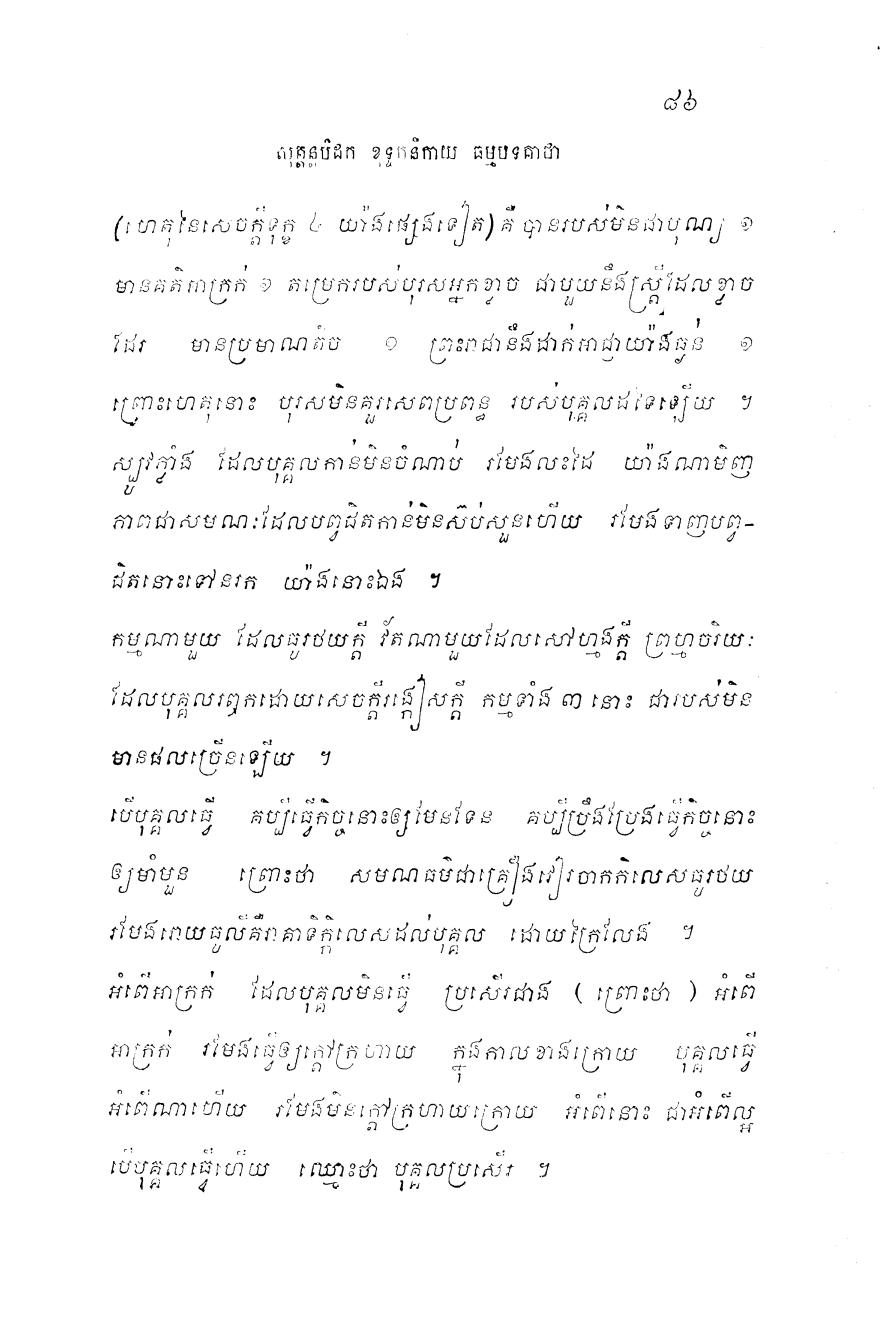 ៨៦
សុត្តន្តបិដក ខុទ្ទកនិកាយ ធម្មបទគាថា
(ហេតុនៃសេចក្តីទុក្ខ ៤ យ៉ាងផ្សេងទៀត) គឺ បានរបស់មិនជាបុណ្យ ១
មានគតិអាក្រក់ ១ តម្រេករបស់បុរសអ្នកខ្លាច ជាមួយនឹងស្ត្រីដែលខ្លាច
ដែរ មានប្រមាណតិច ១ ព្រះរាជានឹងដាក់អាជ្ញាយ៉ាងធ្ងន់ ១
ព្រោះហេតុនោះ បុរសមិនគួរសេពប្រពន្ធ របស់បុគ្គលដទៃឡើយ ។
ស្បូវភ្លាំង ដែលបុគ្គលកាន់មិនចំណាប់ រមែងលះដៃ យ៉ាងណាមិញ
ភាពជាសមណៈដែលបព្វជិតកាន់មិនស៊ប់សួនហើយ រមែងទាញបព្វ-
ជិតនោះទៅនរក យ៉ាងនោះឯង ។
កម្មណាមួយ ដែលធូរថយក្តី វ័តណាមួយដែលសៅហ្មងក្តី ព្រហ្មចរិយៈ
ដែលបុគ្គលរឭកដោយសេចក្តីរង្កៀសក្តី កម្មទាំង ៣ នោះ ជារបស់មិន
មានផលច្រើនឡើយ ។
បើបុគ្គលធ្វើ គប្បីធ្វើកិច្ចនោះឲ្យមែនទែន គប្បីប្រឹងប្រែងធ្វើកិច្ចនោះ
ឲ្យមាំមួន ព្រោះថា សមណធម៌ជាគ្រឿងវៀរចាកកិលេសធូរថយ
រមែងរោយធូលីគឺរាគាទិក្កិលេសដល់បុគ្គល ដោយក្រៃលែង ។
អំពើអាក្រក់ ដែលបុគ្គលមិនធ្វើ ប្រសើរជាង ( ព្រោះថា ) អំពើ
អាក្រក់ រមែងធ្វើឲ្យក្តៅក្រហាយ ក្នុងកាលខាងក្រោយ បុគ្គលធ្វើ
អំពើណាហើយ រមែងមិនក្តៅក្រហាយក្រោយ អំពើនោះ ជាអំពើល្អ
បើបុគ្គលធ្វើហើយ ឈ្មោះថា បុគ្គលប្រសើរ ។